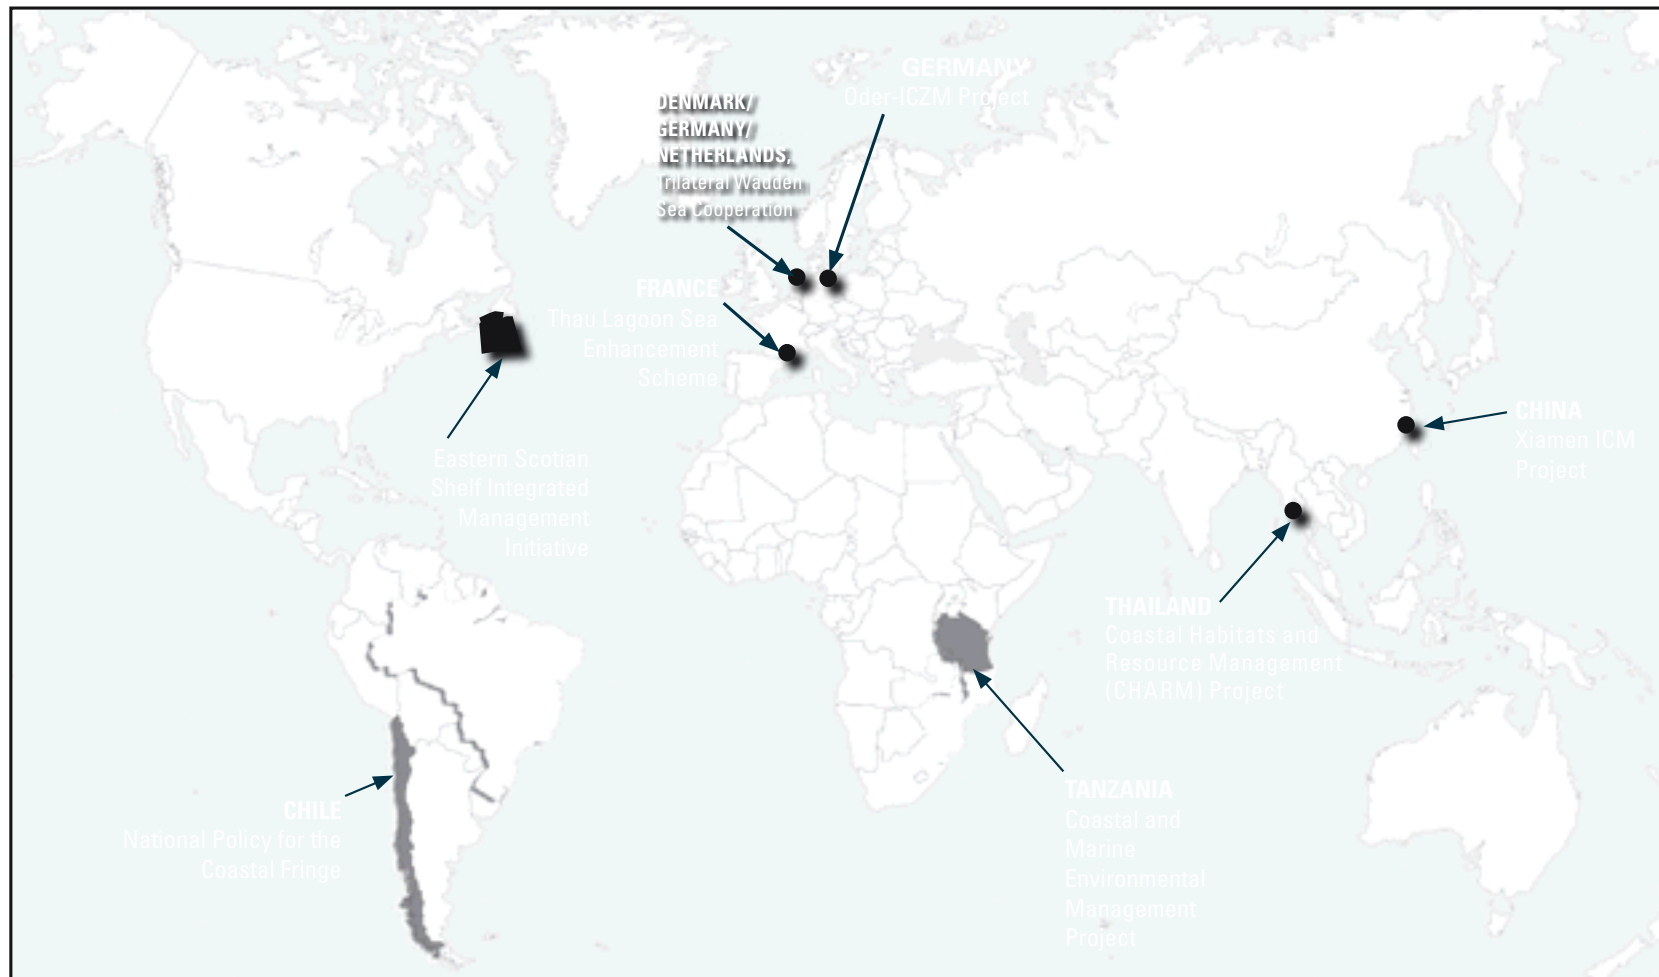 GERMANY
Oder-ICZM Project
DENMARK/
GERMANY/
NETHERLANDS,
Trilateral Wadden
Sea Cooperation
FRANCE
Thau Lagoon Sea
Enhancement
Scheme
CHINA
Xiamen ICM
Project
Eastern Scotian
Shelf Integrated
Management
Initiative
THAILAND
Coastal Habitats and
Resource Management
(CHARM) Project
TANZANIA
Coastal and
Marine
Environmental
Management
Project
CHILE
National Policy for the
Coastal Fringe